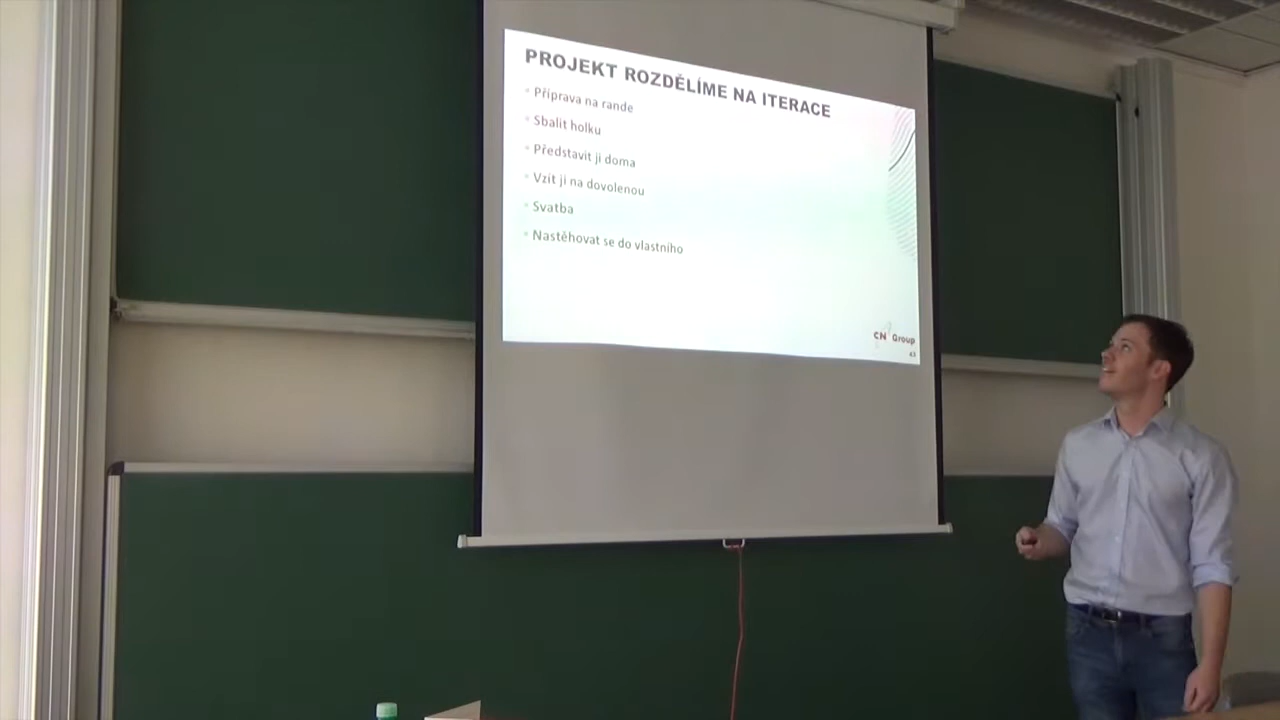 PROJEKT ROZDĚLÍME NA ITERACE
Příprava na rande
Sbalit holku
Představit ji doma
Vzít ji na dovolenou
Svatba
Nastěhovat se do vlastního
CN Group
43